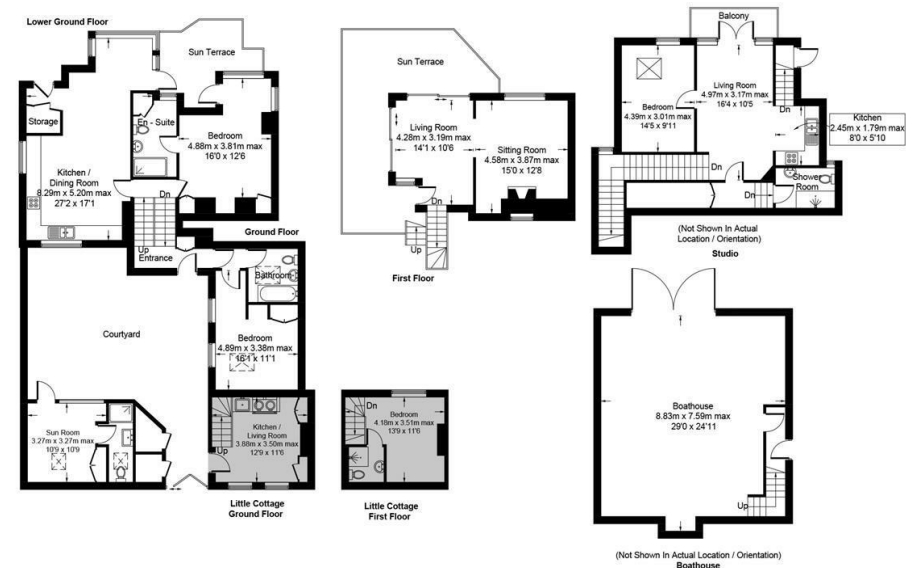 Lower Ground Floor
Sun Terrace
Storage
En - Suite
Bedroom
4.88m x 3.81m max
16'0 x 12'6
Kitchen /
Dining Room
8.29m x 5.20m max
27'2 x 17'1
Dn
Up
Entrance
Ground Floor
Bathroom
Courtyard
Bedroom
4.89m x 3.38m max
16'1 x 11'1
Sun Room
3.27m x 3.27m max
10'9 x 10'9
Kitchen /
Living Room
3.88m x 3.50m max
12'9 x 11'6
Up
Little Cottage
Ground Floor
Sun Terrace
Living Room
4.28m x 3.19m max
14'1 x 10'6
Sitting Room
4.58m x 3.87m max
15'0 x 12'8
Dn
Up
First Floor
Dn
Bedroom
4.18m x 3.51m max
13'9 x 11'6
Little Cottage
First Floor
Balcony
Living Room
4.97m x 3.17m max
16'4 x 10'5
Bedroom
4.39m x 3.01m max
14'5 x 9'11
Dn
Kitchen
2.45m x 1.79m max
8'0 x 5'10
Dn
Shower
Room
Dn
(Not Shown In Actual
Location / Orientation)
Studio
Boathouse
8.83m x 7.59m max
29'0 x 24'11
Up
(Not Shown In Actual Location / Orientation)
Boathouse